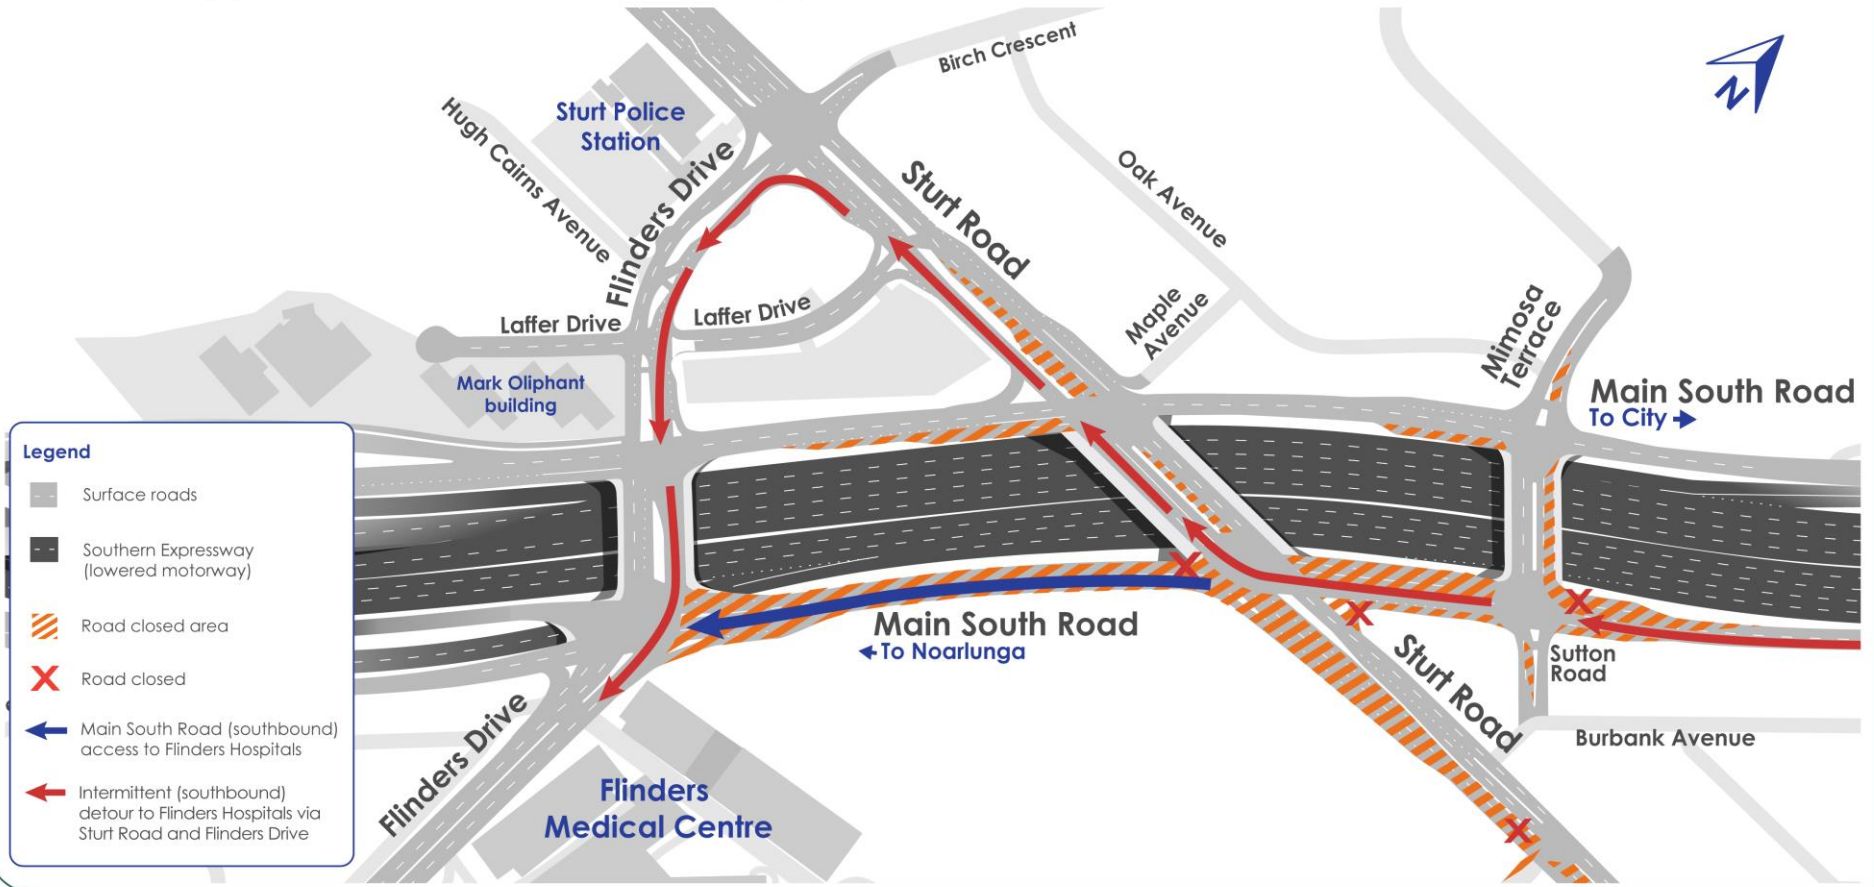 Birch Crescent
N
Sturt Police
Station
Hugh Cairns Avenue
Flinders Drive
Sturt Road
Oak Avenue
Maple
Avenue
Mimosa
Terrace
Laffer Drive
Laffer Drive
Mark Oliphant
building
Main South Road
To City
Legend
Surface roads
Southern Expressway
(lowered motorway)
Road closed area
Road closed
Main South Road (southbound)
access to Flinders Hospitals
Intermittent (southbound)
detour to Flinders Hospitals via
Sturt Road and Flinders Drive
Main South Road
To Noarlunga
Sutton
Road
Sturt Road
Burbank Avenue
Flinders Drive
Flinders
Medical Centre